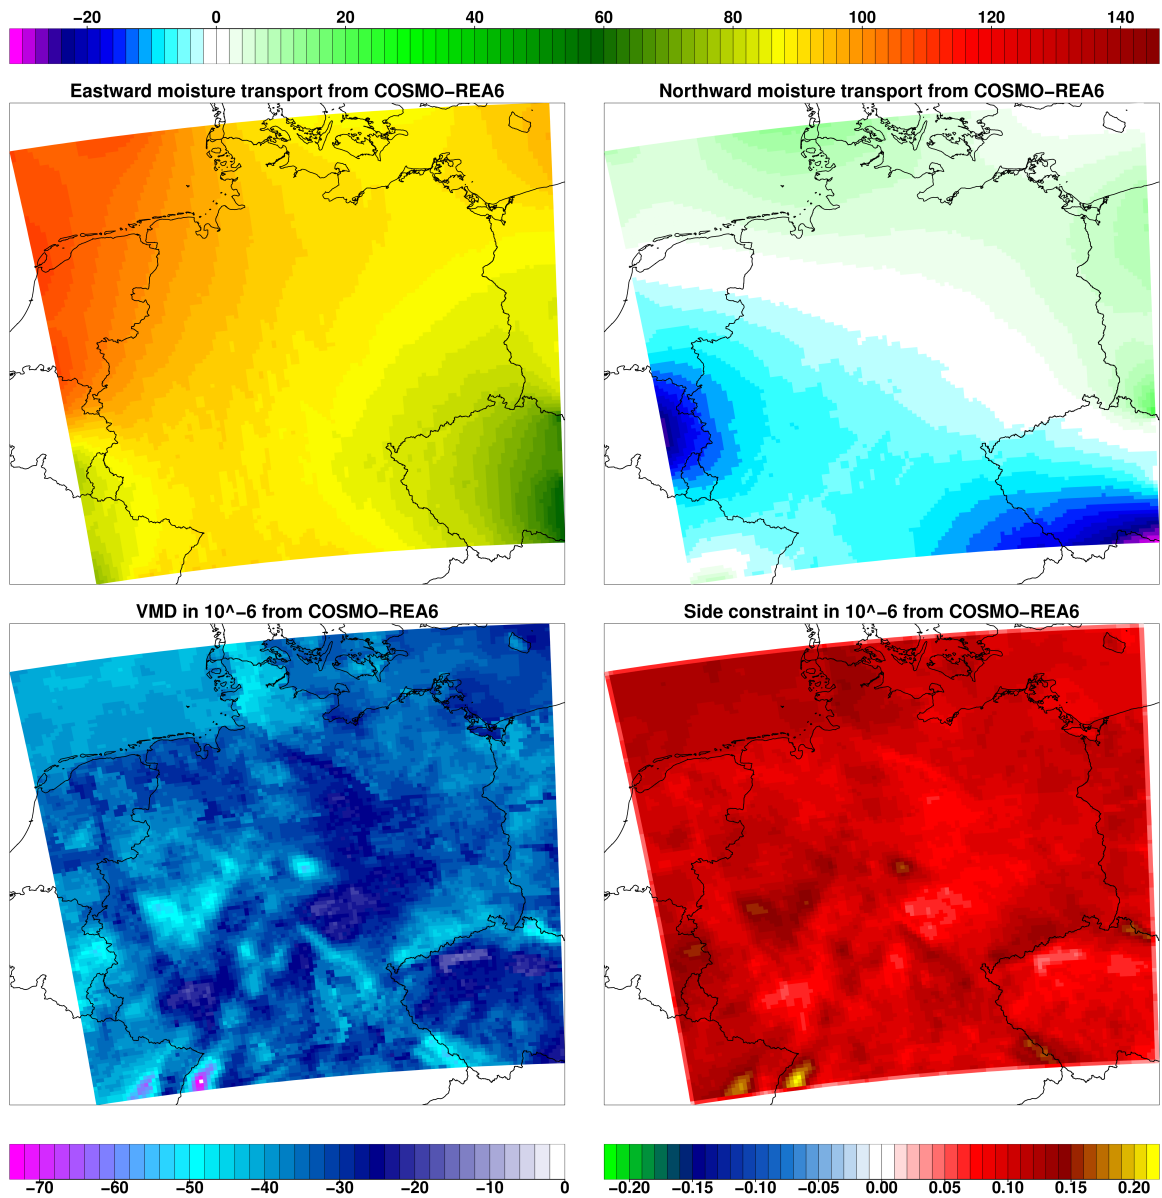 −20 0 20 40 60 80 100 120 140
Eastward moisture transport from COSMO−REA6
Northward moisture transport from COSMO−REA6
VMD in 10^−6 from COSMO−REA6
Side constraint in 10^−6 from COSMO−REA6
−70 −60 −50 −40 −30 −20 −10 0
−0.20 −0.15 −0.10 −0.05 0.00 0.05 0.10 0.15 0.20